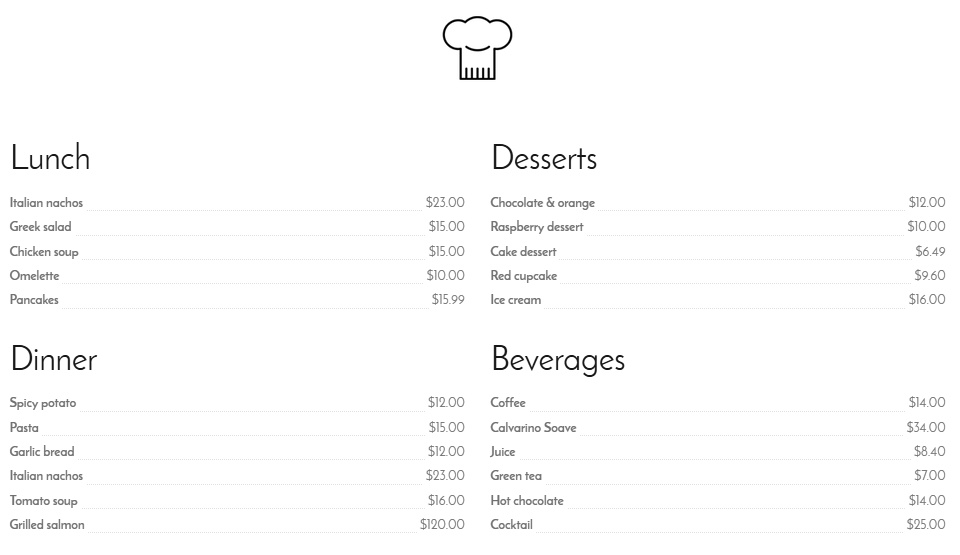 Lunch
Italian nachos $23.00
Greek salad $15.00
Chicken soup $15.00
Omelette $10.00
Pancakes $15.99
Desserts
Chocolate & orange $12.00
Raspberry dessert $10.00
Cake dessert $6.49
Red cupcake $9.60
Ice cream $16.00
Dinner
Spicy potato $12.00
Pasta $15.00
Garlic bread $12.00
Italian nachos $23.00
Tomato soup $16.00
Grilled salmon $120.00
Beverages
Coffee $14.00
Calvarino Soave $34.00
Juice $8.40
Green tea $7.00
Hot chocolate $14.00
Cocktail $25.00